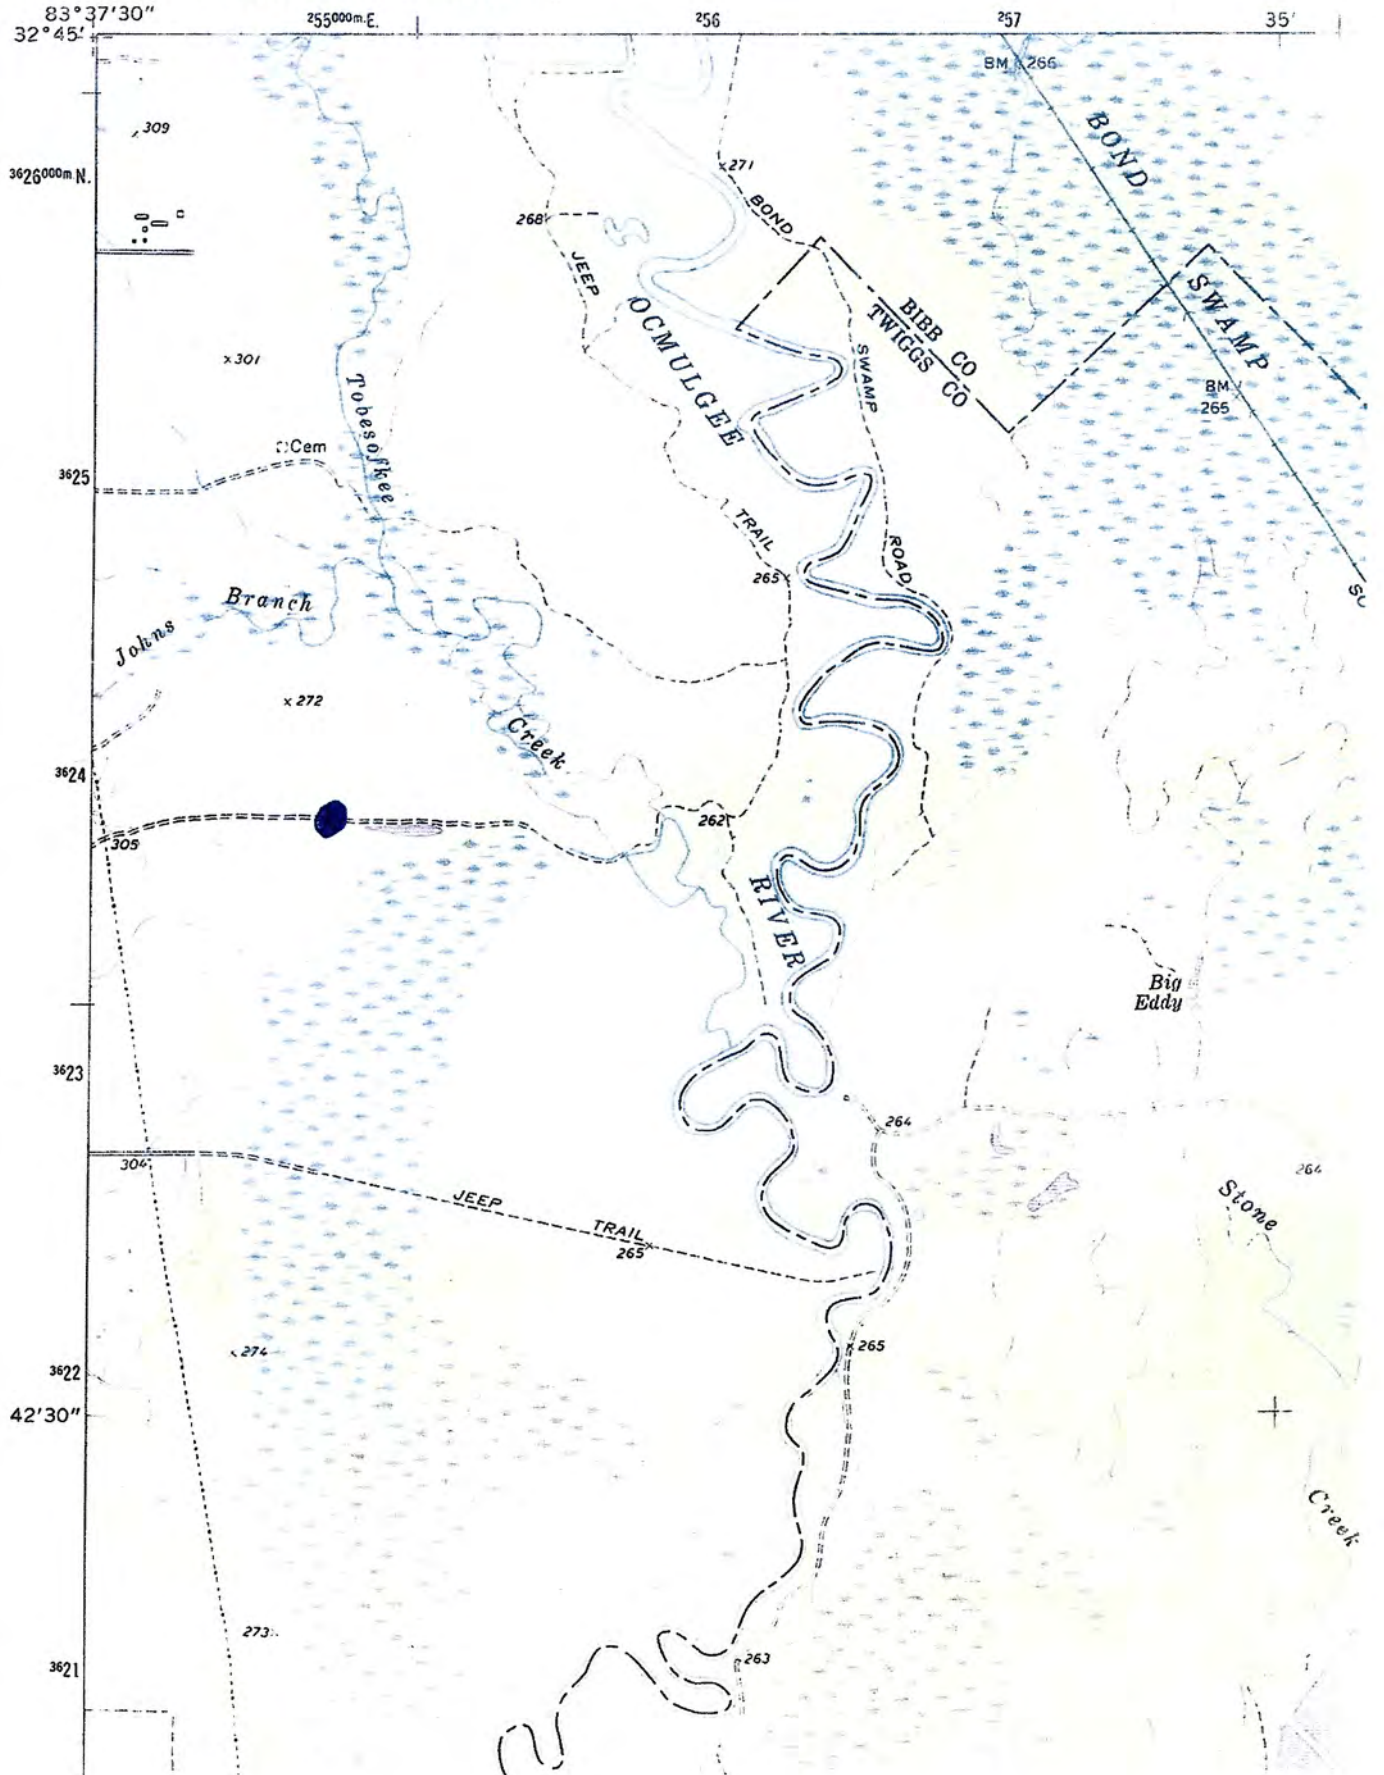 83°37'30"
255000m.E.
256
257
35'
32°45'
BM × 266
309
3626000m.N.
271
BOND
268
BOND
JEEP
SWAMP
OCMULGEE
BIBB CO
TWIGGS CO
×301
SWAMP
BM
265
Tobesofkee
Cem
3625
TRAIL
ROAD
265
Branch
Johns
×272
Creek
3624
262
305
RIVER
Big
Eddy
3623
264
304
264
JEEP
TRAIL
265×
Stone
×274
×265
3622
42'30"
Creek
273
3621
263